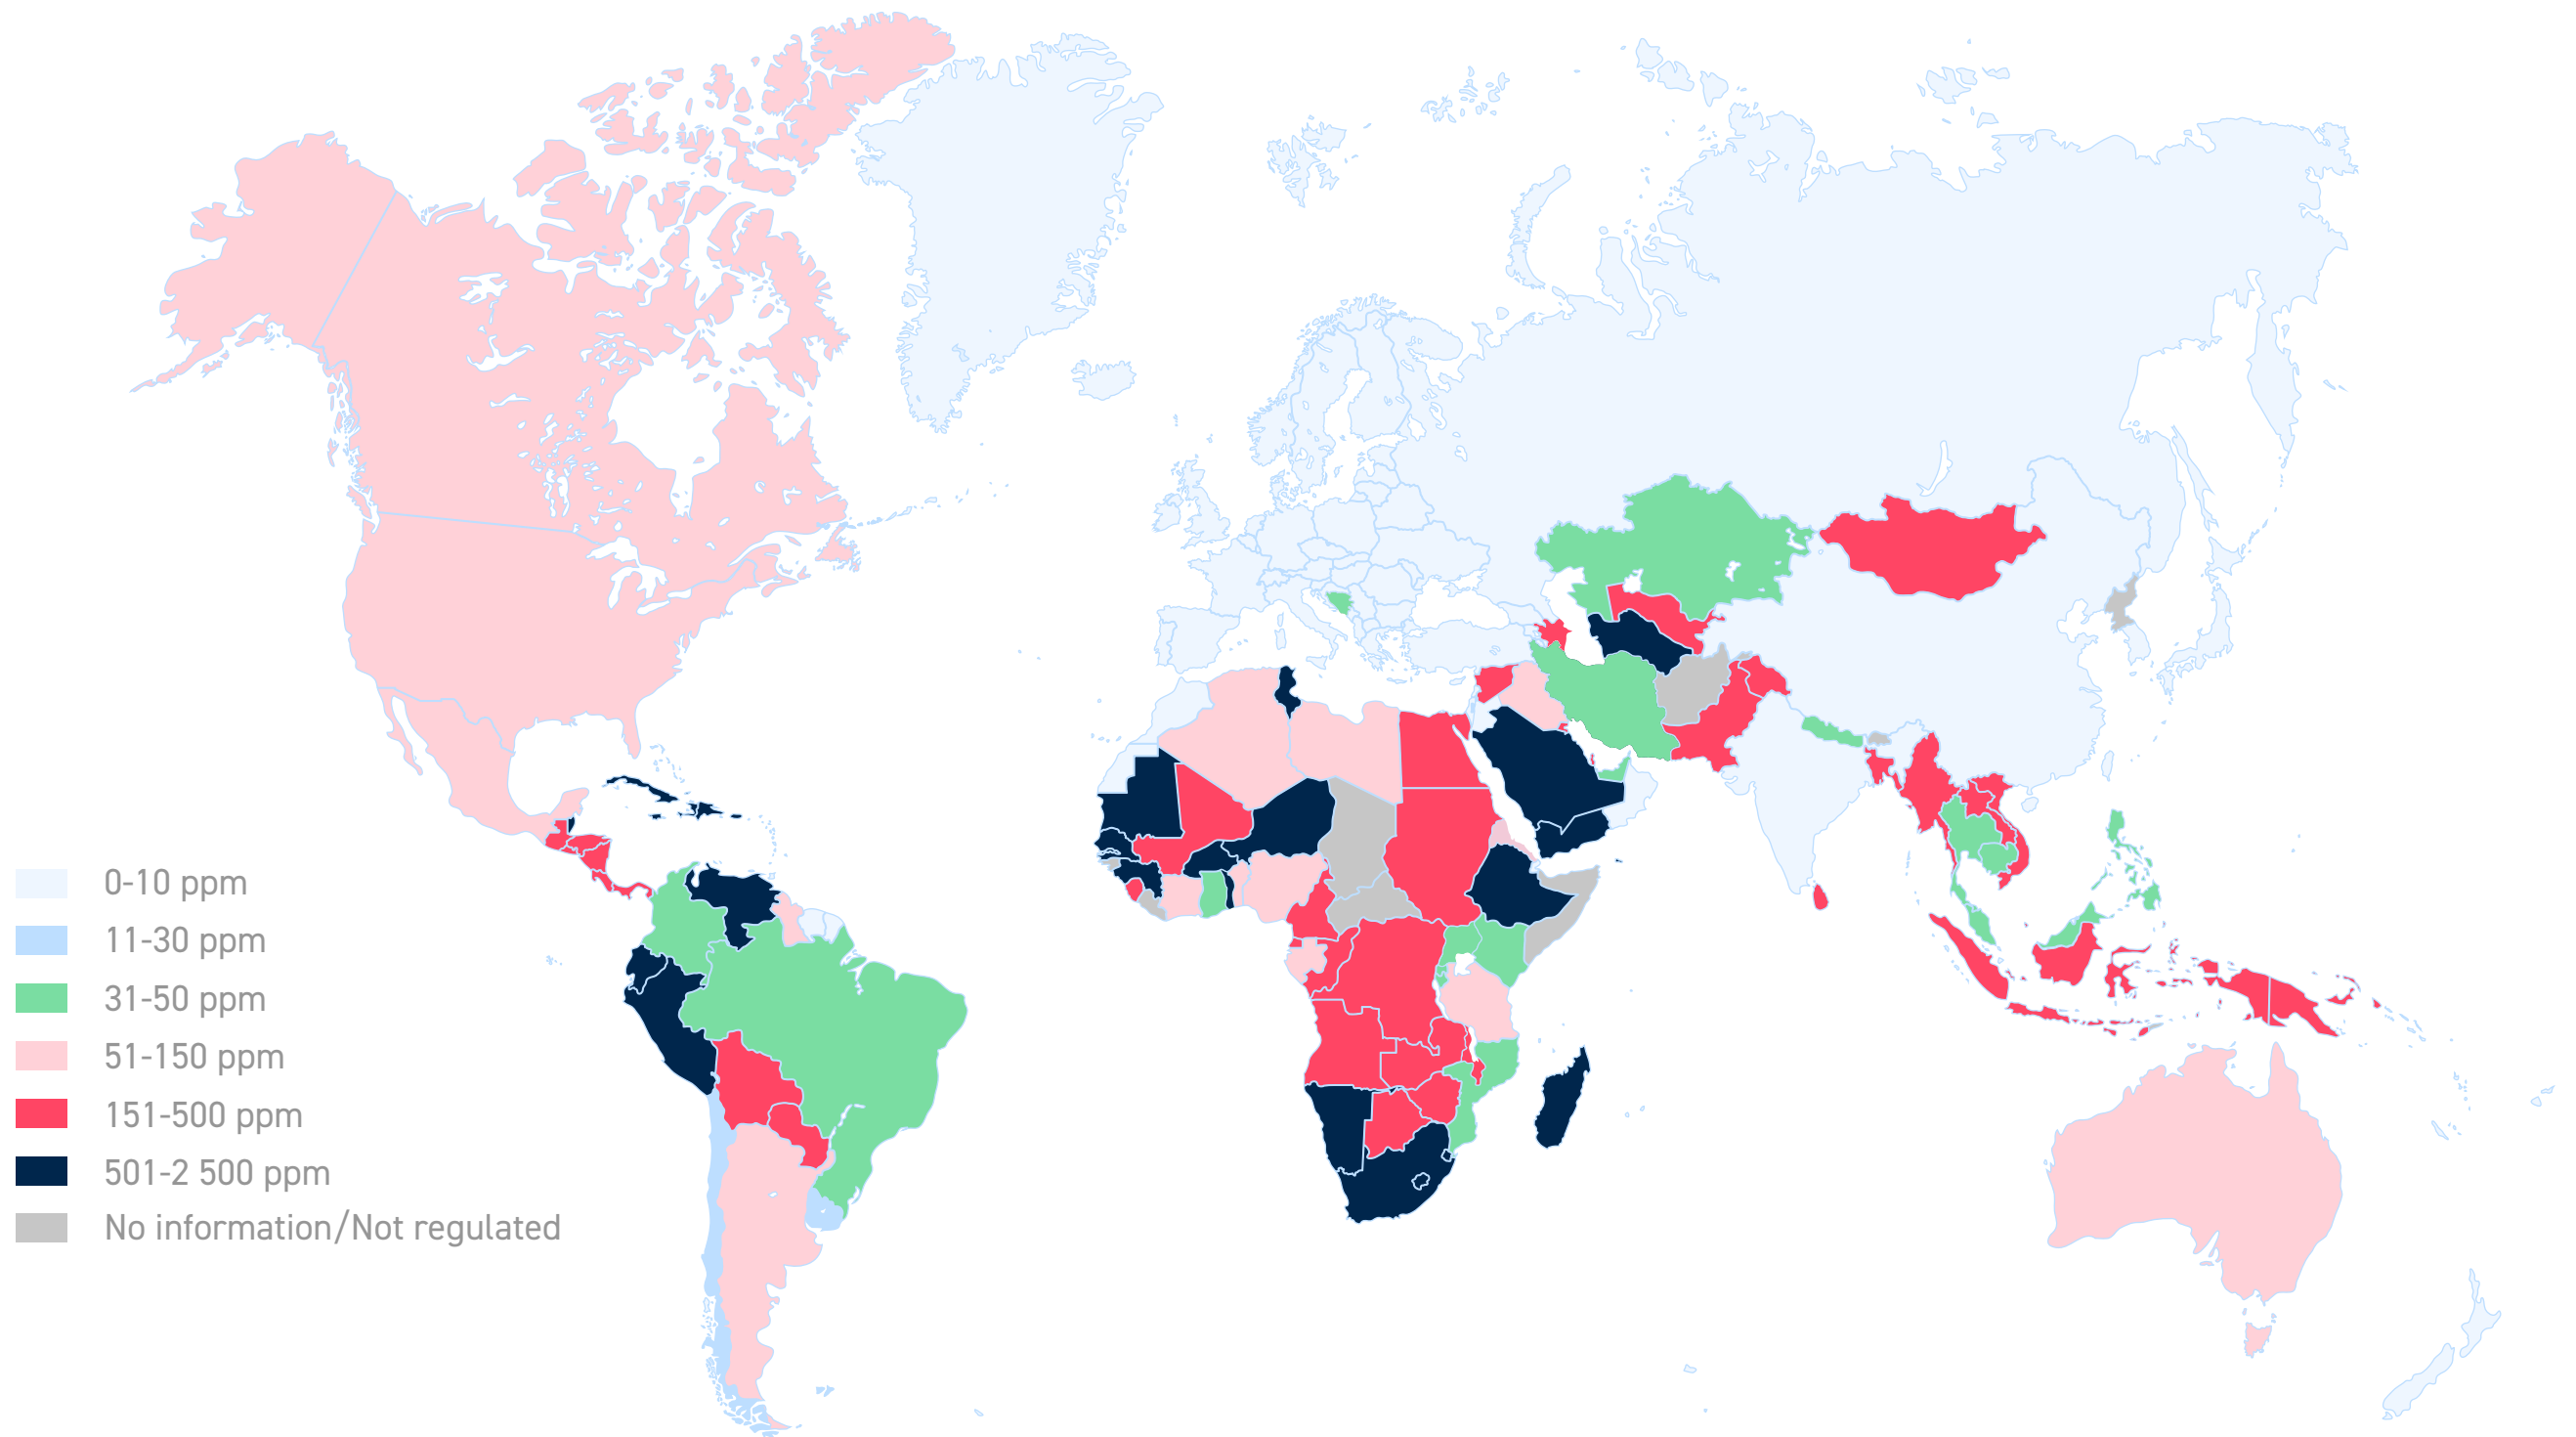 0-10 ppm
11-30 ppm
31-50 ppm
51-150 ppm
151-500 ppm
501-2 500 ppm
No information/Not regulated